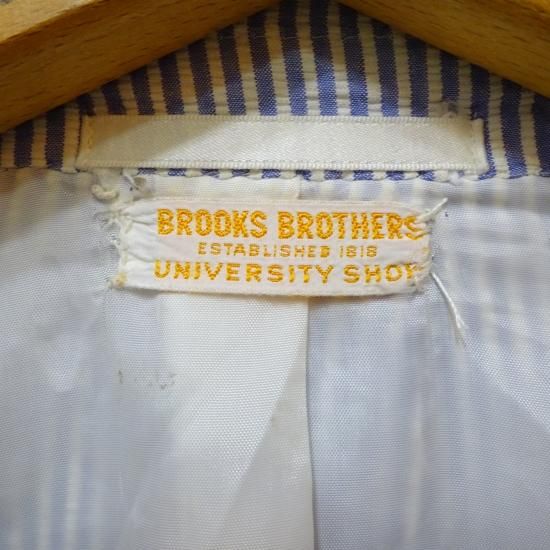 BROOKS BROTHERS
ESTABLISHED 1818
UNIVERSITY SHOP